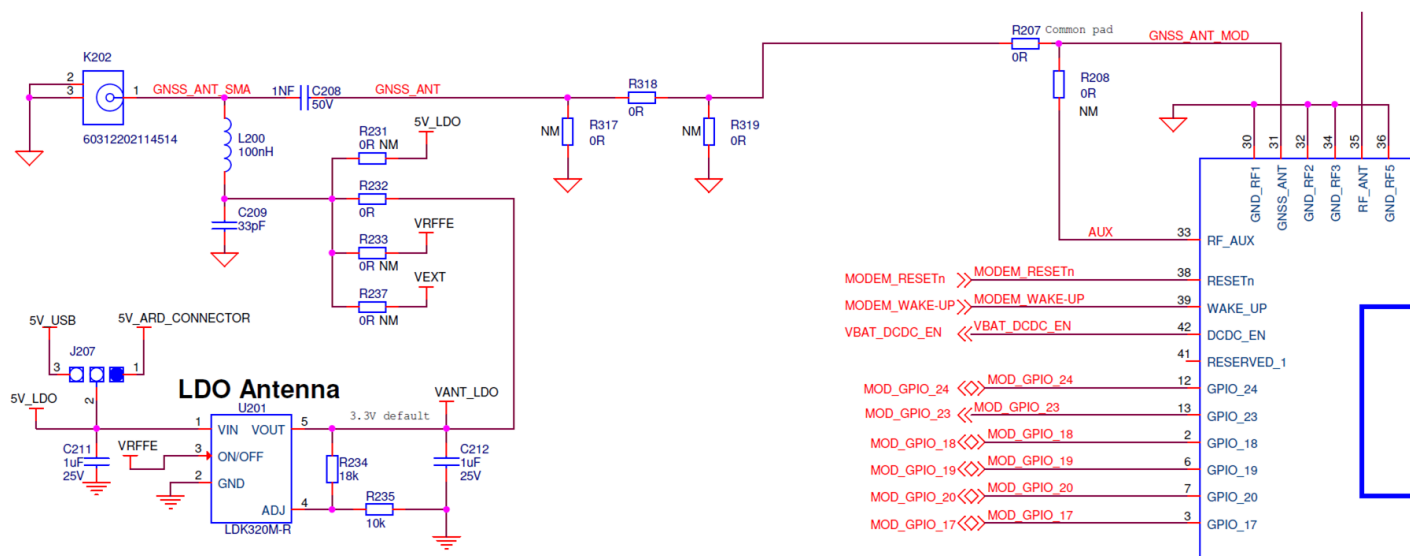 K202
2
3
1
60312202114514
GNSS_ANT_SMA
1NF
C208
50V
GNSS_ANT
L200
100nH
C209
33pF
R231
0R NM
5V_LDO
R232
0R
R233
0R NM
VRFFE
R237
0R NM
VEXT
NM
R317
0R
R318
0R
NM
R319
0R
R207
0R
Common pad
GNSS_ANT_MOD
R208
0R
NM
AUX
30
31
32
34
35
36
GND_RF1
GNSS_ANT
GND_RF2
GND_RF3
RF_ANT
GND_RF5
33
RF_AUX
MODEM_RESETn
MODEM_RESETn
38
RESETn
MODEM_WAKE-UP
MODEM_WAKE-UP
39
WAKE_UP
VBAT_DCDC_EN
VBAT_DCDC_EN
42
DCDC_EN
41
RESERVED_1
MOD_GPIO_24
MOD_GPIO_24
12
GPIO_24
MOD_GPIO_23
MOD_GPIO_23
13
GPIO_23
MOD_GPIO_18
MOD_GPIO_18
2
GPIO_18
MOD_GPIO_19
MOD_GPIO_19
6
GPIO_19
MOD_GPIO_20
MOD_GPIO_20
7
GPIO_20
MOD_GPIO_17
MOD_GPIO_17
3
GPIO_17
5V_USB
5V_ARD_CONNECTOR
J207
3
1
2
5V_LDO
C211
1uF
25V
VRFFE
LDO Antenna
U201
1
VIN
VOUT
5
3
ON/OFF
2
GND
ADJ
4
LDK320M-R
3.3V default
VANT_LDO
R234
18k
R235
10k
C212
1uF
25V